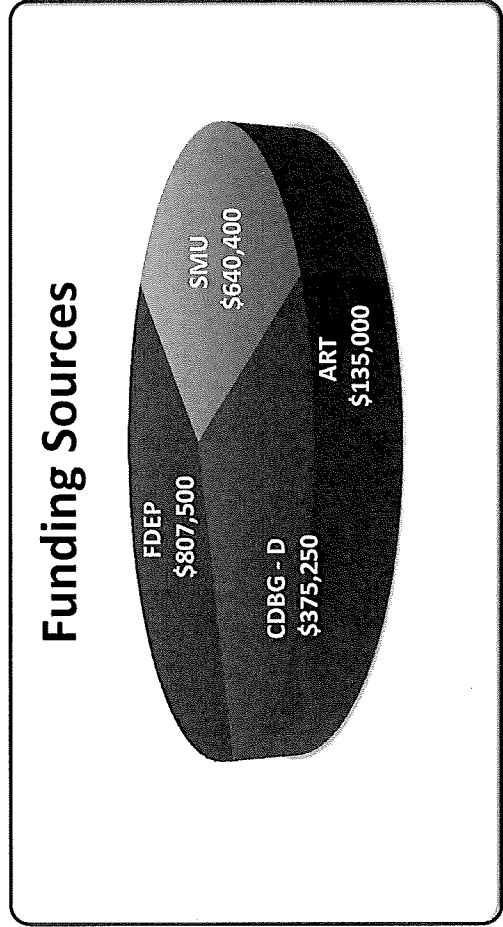 Funding Sources
FDEP
$807,500
SMU
$640,400
CDBG - D
$375,250
ART
$135,000